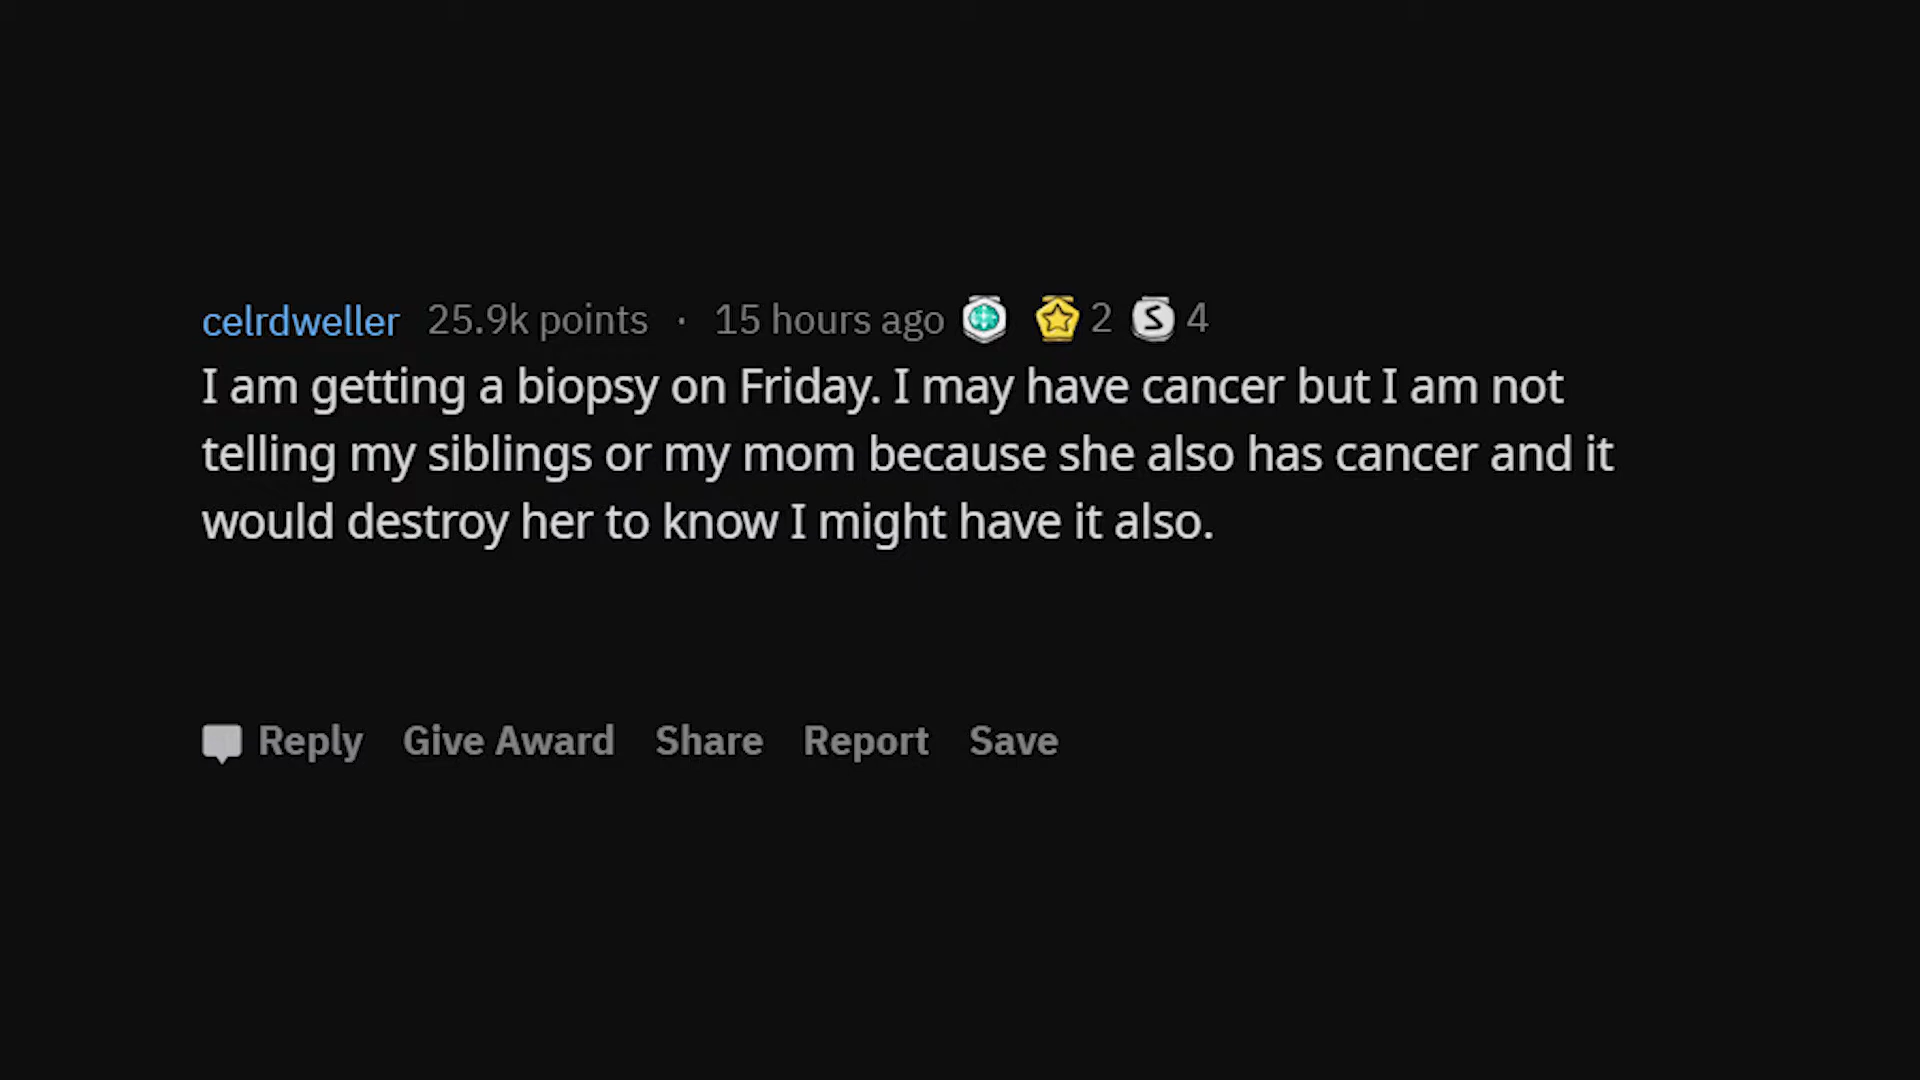 celrdweller 25.9k points · 15 hours ago 2 S 4
I am getting a biopsy on Friday. I may have cancer but I am not
telling my siblings or my mom because she also has cancer and it
would destroy her to know I might have it also.
Reply Give Award Share Report Save